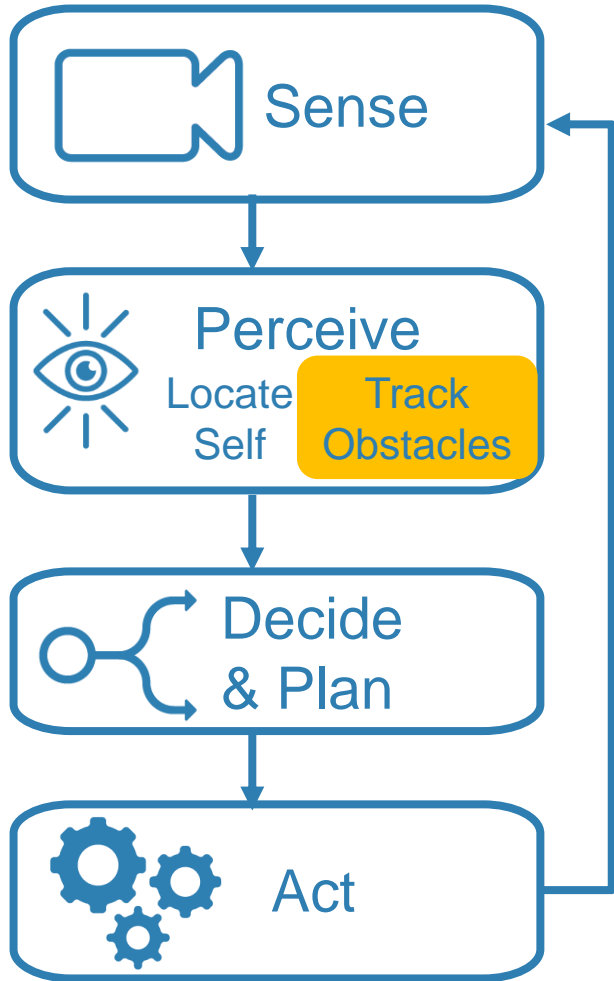 Sense
Perceive
Locate
Self
Track
Obstacles
Decide
& Plan
Act